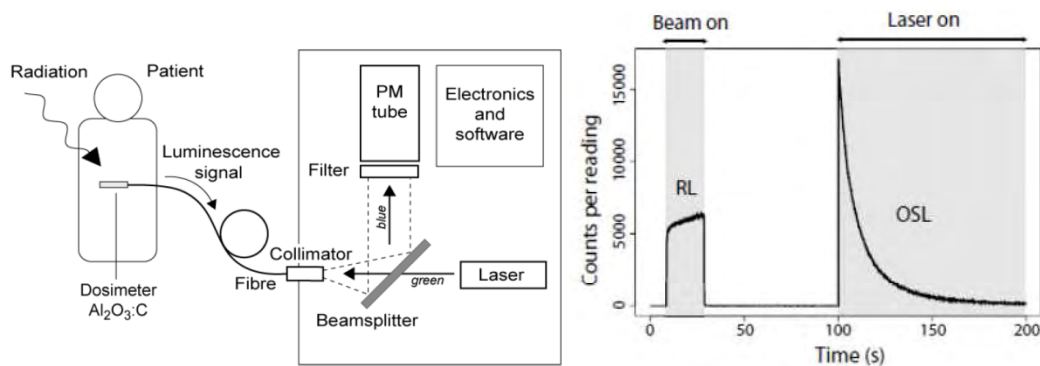 Radiation
Patient
Luminescence
signal
Dosimeter
Al₂O₃:C
Fibre
Collimator
PM
tube
Electronics
and
software
Filter
blue
green
Laser
Beamsplitter
Beam on
Laser on
Counts per reading
15000
10000
5000
0
RL
OSL
0
50
100
150
200
Time (s)